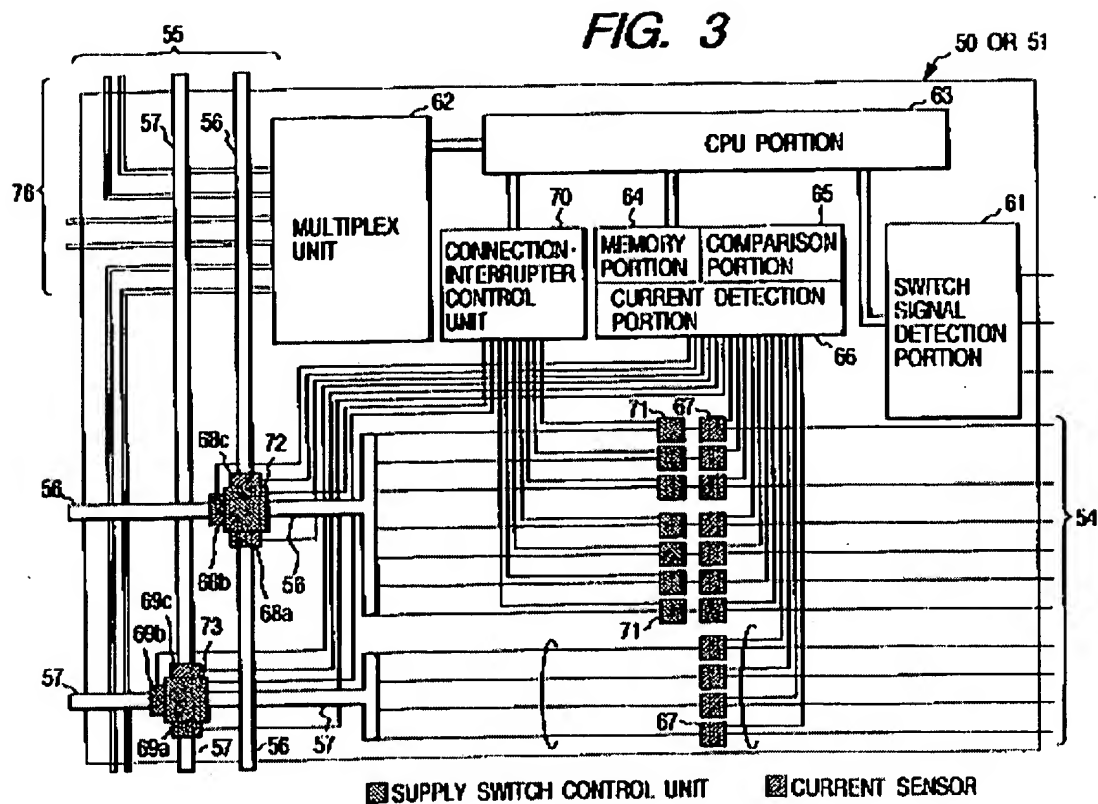 FIG. 3
55
50 OR 51
57
56
62
63
CPU PORTION
76
MULTIPLEX
UNIT
70
64
65
61
CONNECTION·
INTERRUPTER
CONTROL
UNIT
MEMORY
PORTION
COMPARISON
PORTION
CURRENT DETECTION
PORTION
66
SWITCH
SIGNAL
DETECTION
PORTION
71
67
68c
72
56
54
68b
56
68a
69c
69b
73
71
57
67
69a
57
56
57
SUPPLY SWITCH CONTROL UNIT
CURRENT SENSOR